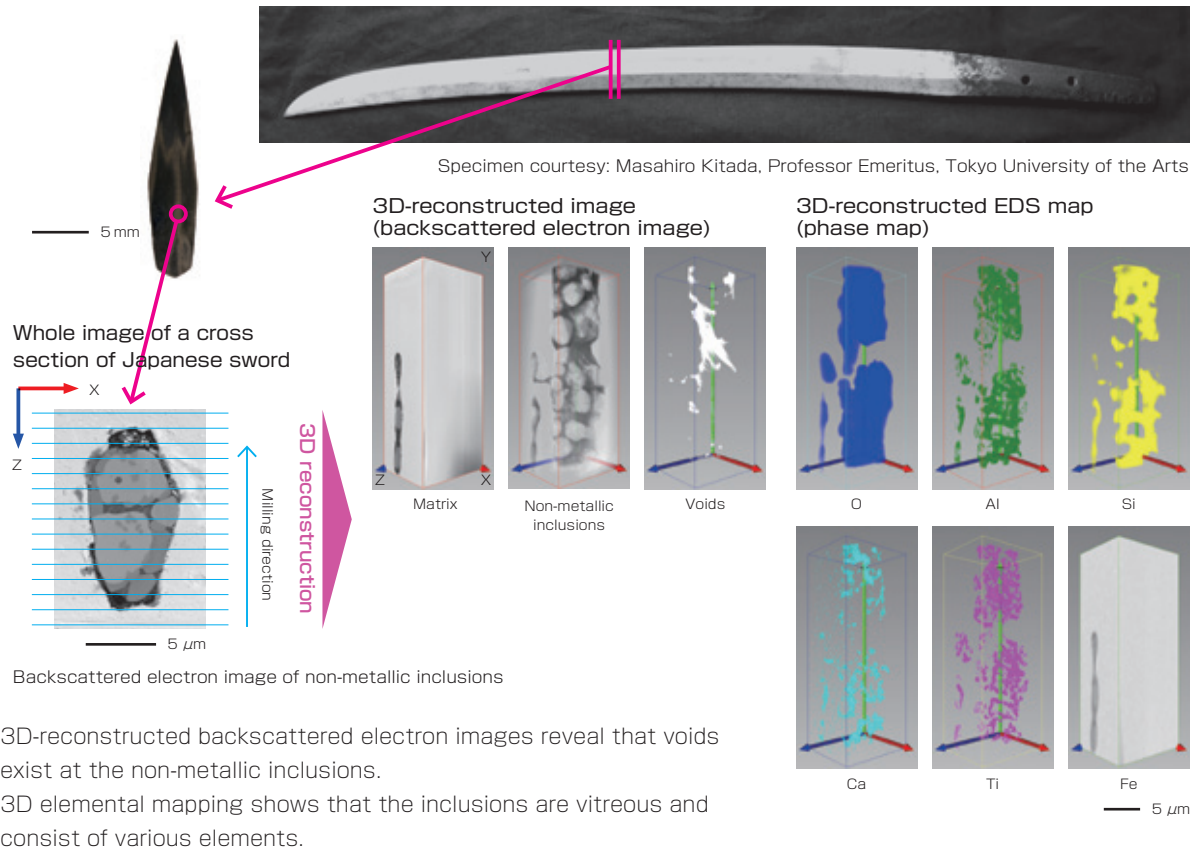 Specimen courtesy: Masahiro Kitada, Professor Emeritus, Tokyo University of the Arts
5 mm
3D-reconstructed image
(backscattered electron image)
3D-reconstructed EDS map
(phase map)
Whole image of a cross
section of Japanese sword
X
Z
Milling direction
5 μm
Backscattered electron image of non-metallic inclusions
3D reconstruction
Y
Z
X
Matrix
Non-metallic
inclusions
Voids
O
Al
Si
Ca
Ti
Fe
5 μm
3D-reconstructed backscattered electron images reveal that voids
exist at the non-metallic inclusions.
3D elemental mapping shows that the inclusions are vitreous and
consist of various elements.